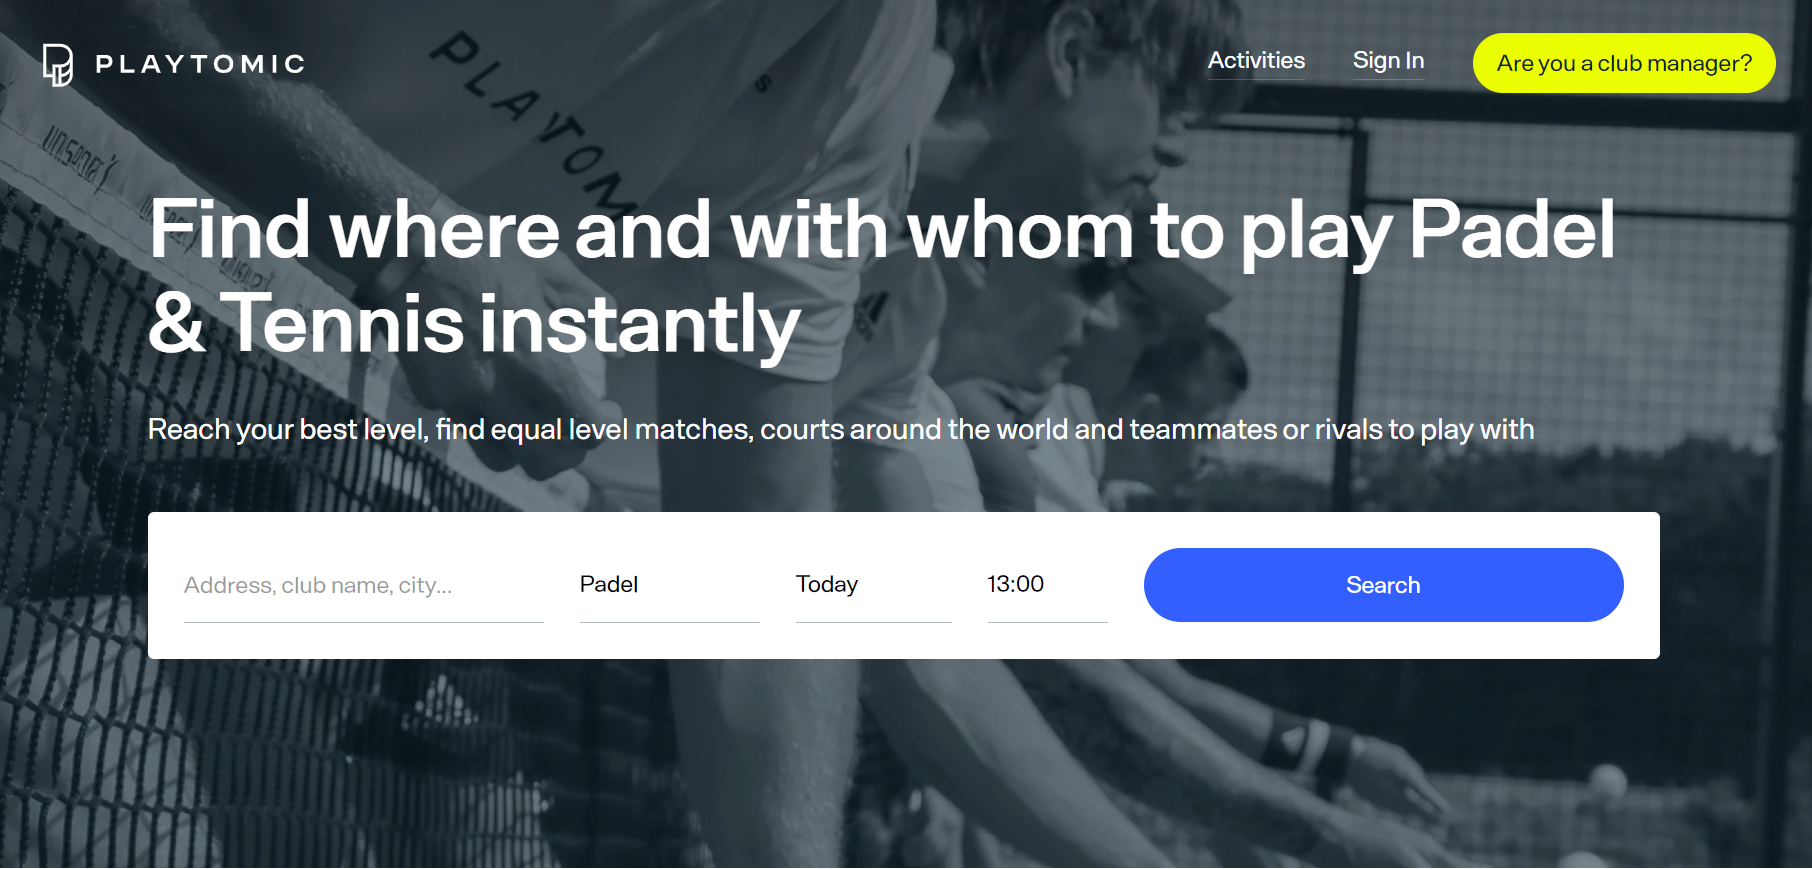 PLAYTOMIC
Activities
Sign In
Are you a club manager?
PLAYTOM
s
UNISPORT
Find where and with whom to play Padel
& Tennis instantly
Reach your best level, find equal level matches, courts around the world and teammates or rivals to play with
Address, club name, city...
Padel
Today
13:00
Search